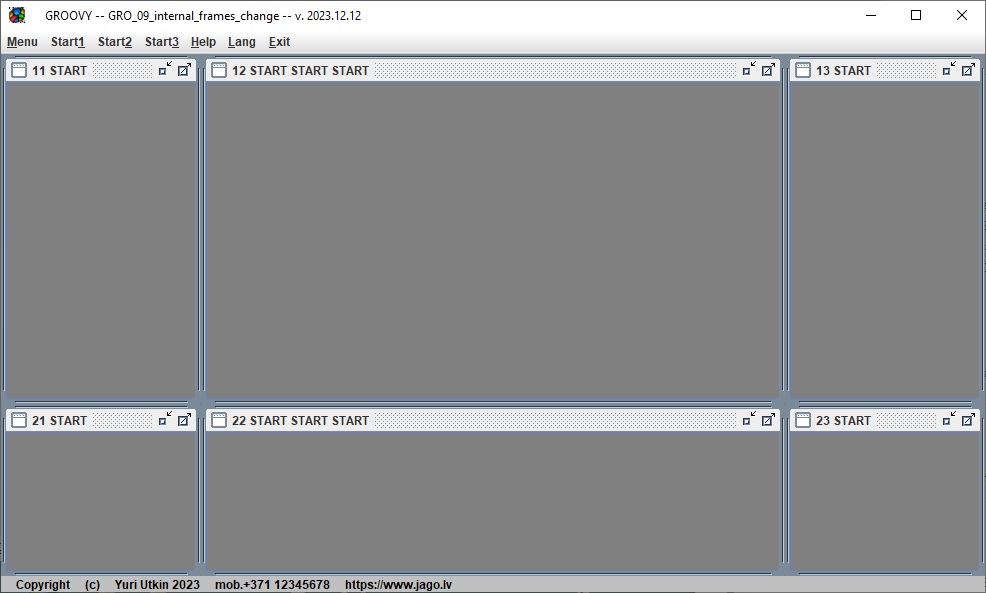 GROOVY -- GRO_09_internal_frames_change -- v. 2023.12.12
Menu Start1 Start2 Start3 Help Lang Exit
11 START 12 START START START 13 START
21 START 22 START START START 23 START
Copyright (c) Yuri Utkin 2023 mob.+371 12345678 https://www.jago.lv